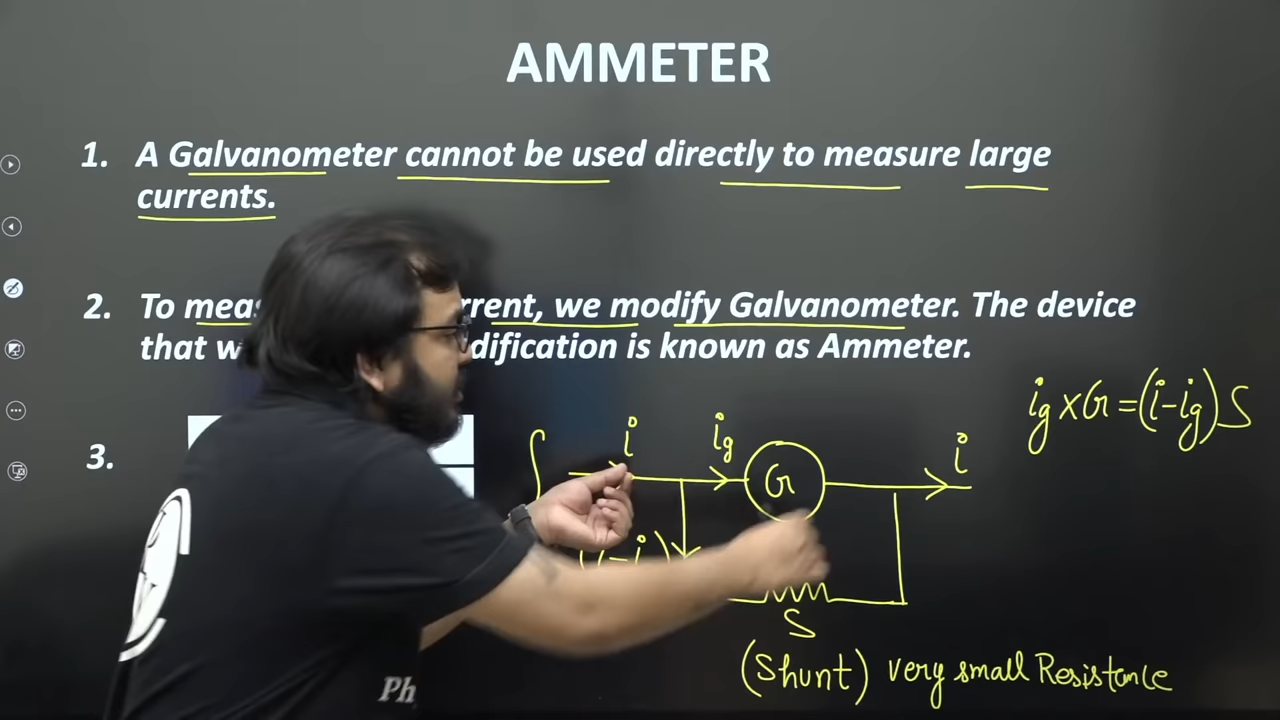 AMMETER
1. A Galvanometer cannot be used directly to measure large
currents.
2. To rrent, we modify Galvanometer. The device
that dification is known as Ammeter.
ig x G = (i-ig) S
3.
i ig G i
S
(Shunt) very small Resistance
Ph